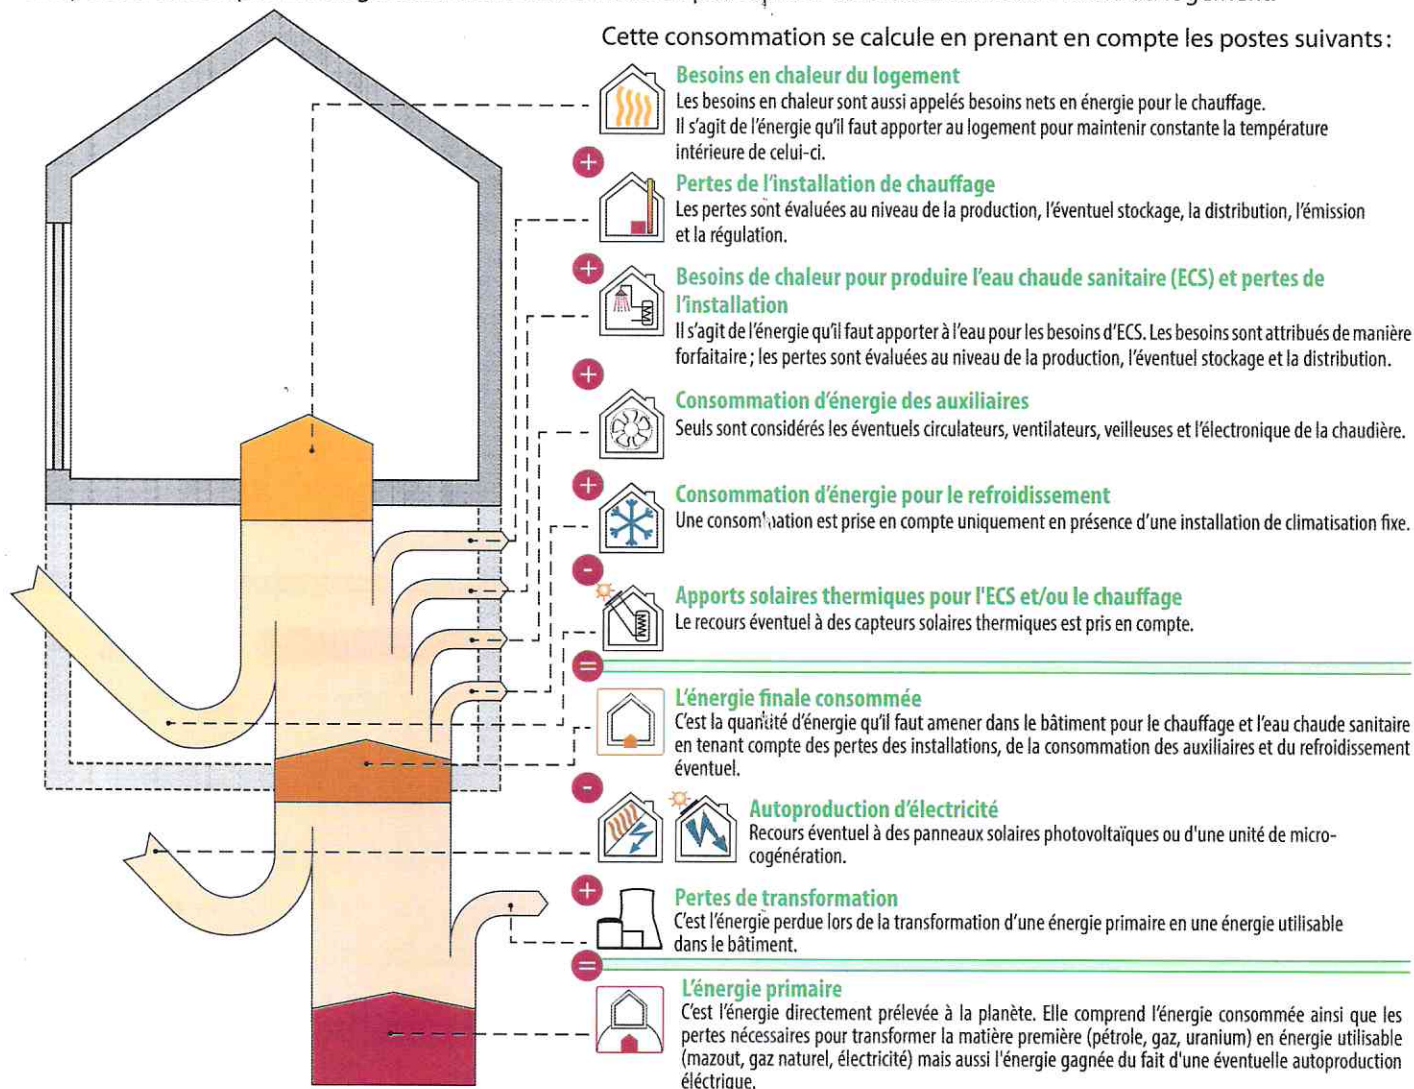 Cette consommation se calcule en prenant en compte les postes suivants :
Besoins en chaleur du logement
Les besoins en chaleur sont aussi appelés besoins nets en énergie pour le chauffage.
Il s'agit de l'énergie qu'il faut apporter au logement pour maintenir constante la température
intérieure de celui-ci.
+
Pertes de l'installation de chauffage
Les pertes sont évaluées au niveau de la production, l'éventuel stockage, la distribution, l'émission
et la régulation.
+
Besoins de chaleur pour produire l'eau chaude sanitaire (ECS) et pertes de
l'installation
Il s'agit de l'énergie qu'il faut apporter à l'eau pour les besoins d'ECS. Les besoins sont attribués de manière
forfaitaire ; les pertes sont évaluées au niveau de la production, l'éventuel stockage et la distribution.
+
Consommation d'énergie des auxiliaires
Seuls sont considérés les éventuels circulateurs, ventilateurs, veilleuses et l'électronique de la chaudière.
+
Consommation d'énergie pour le refroidissement
Une consommation est prise en compte uniquement en présence d'une installation de climatisation fixe.
-
Apports solaires thermiques pour l'ECS et/ou le chauffage
Le recours éventuel à des capteurs solaires thermiques est pris en compte.
=
L'énergie finale consommée
C'est la quantité d'énergie qu'il faut amener dans le bâtiment pour le chauffage et l'eau chaude sanitaire
en tenant compte des pertes des installations, de la consommation des auxiliaires et du refroidissement
éventuel.
-
Autoproduction d'électricité
Recours éventuel à des panneaux solaires photovoltaïques ou d'une unité de micro-
cogénération.
+
Pertes de transformation
C'est l'énergie perdue lors de la transformation d'une énergie primaire en une énergie utilisable
dans le bâtiment.
=
L'énergie primaire
C'est l'énergie directement prélevée à la planète. Elle comprend l'énergie consommée ainsi que les
pertes nécessaires pour transformer la matière première (pétrole, gaz, uranium) en énergie utilisable
(mazout, gaz naturel, électricité) mais aussi l'énergie gagnée du fait d'une éventuelle autoproduction
éléctrique.